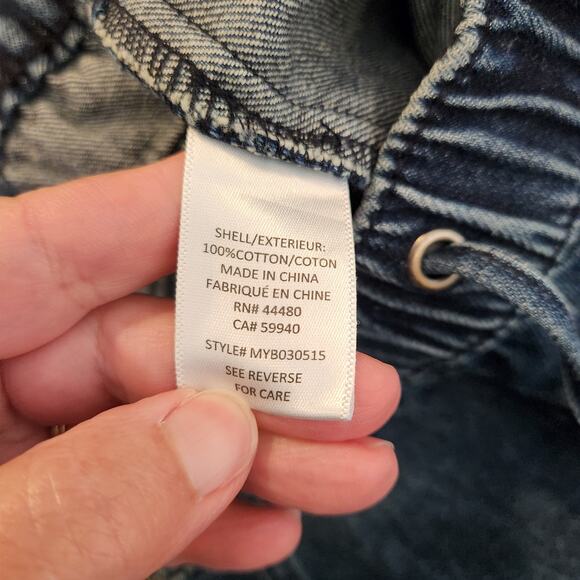 SHELL/EXTERIEUR:
100%COTTON/COTON
MADE IN CHINA
FABRIQUÉ EN CHINE
RN# 44480
CA# 59940
STYLE# MYB030515
SEE REVERSE
FOR CARE